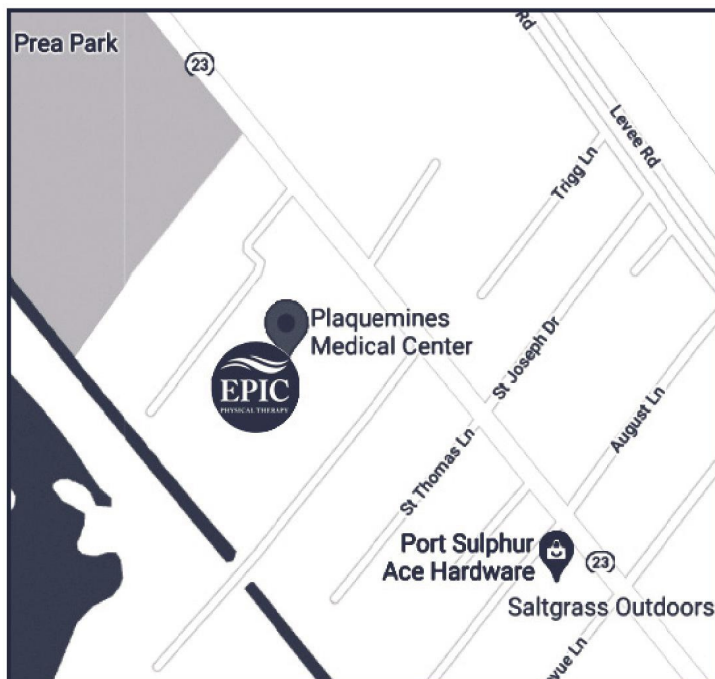 Prea Park
23
Rd
Levee Rd
Trigg Ln
Plaquemines
Medical Center
EPIC
PHYSICAL THERAPY
St Joseph Dr
August Ln
St Thomas Ln
Port Sulphur
Ace Hardware
23
Saltgrass Outdoors